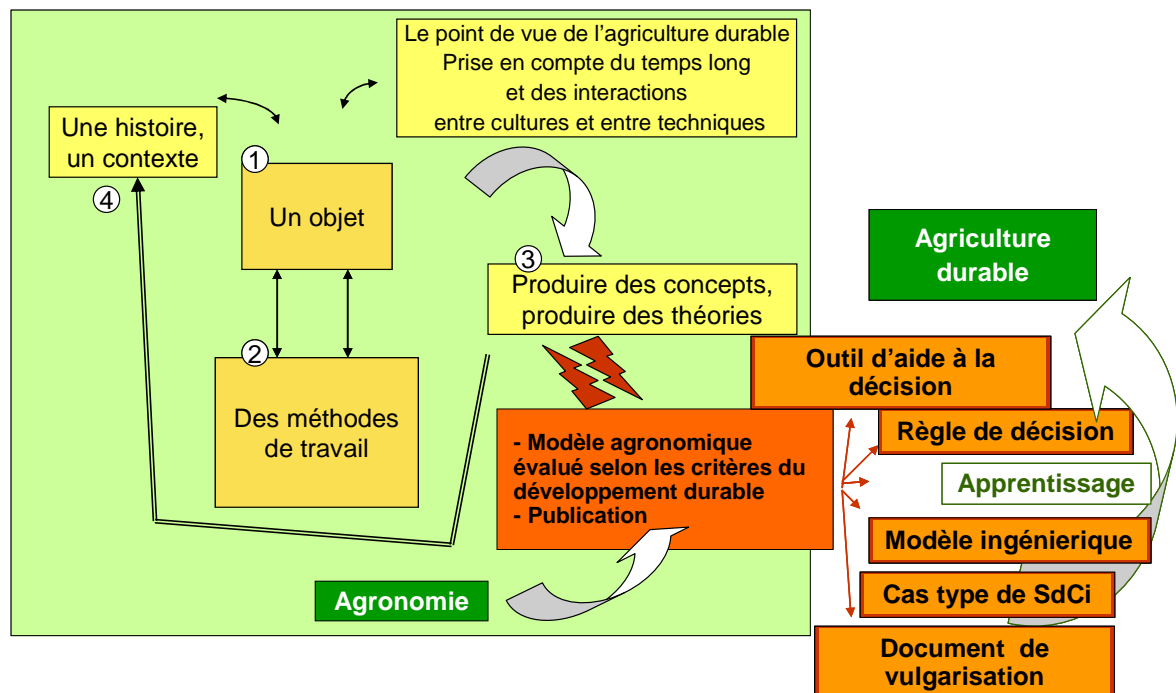 Le point de vue de l'agriculture durable
Prise en compte du temps long
et des interactions
entre cultures et entre techniques
Une histoire,
un contexte
4
1
Un objet
3
Produire des concepts,
produire des théories
2
Des méthodes
de travail
- Modèle agronomique
évalué selon les critères du
développement durable
- Publication
Agronomie
Agriculture
durable
Outil d'aide à la
décision
Règle de décision
Apprentissage
Modèle ingénierique
Cas type de SdCi
Document de
vulgarisation